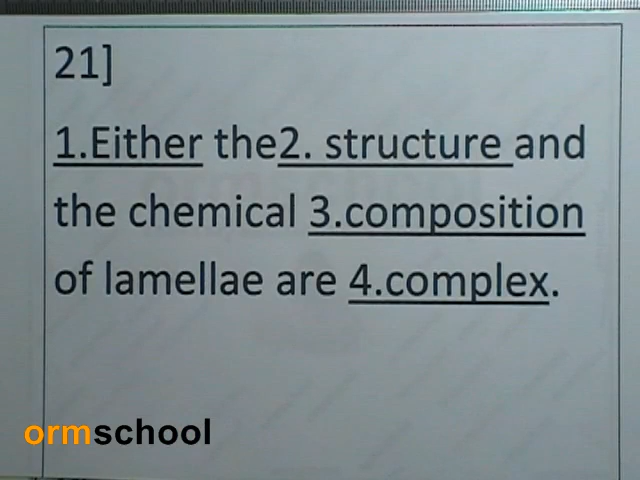 21]
1.Either the2. structure and
the chemical 3.composition
of lamellae are 4.complex.
ormschool